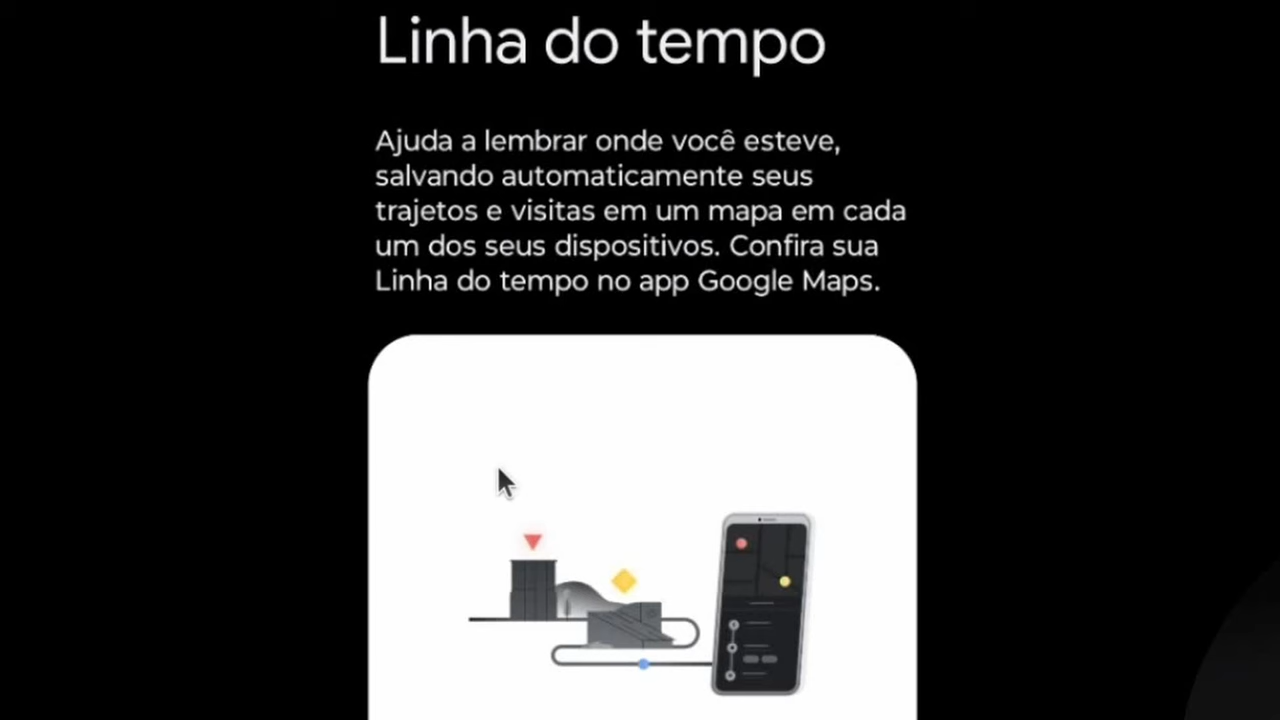 Linha do tempo
Ajuda a lembrar onde você esteve,
salvando automaticamente seus
trajetos e visitas em um mapa em cada
um dos seus dispositivos. Confira sua
Linha do tempo no app Google Maps.